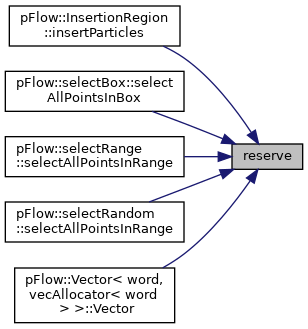 pFlow::InsertionRegion
::insertParticles
pFlow::selectBox::select
AllPointsInBox
pFlow::selectRange
::selectAllPointsInRange
pFlow::selectRandom
::selectAllPointsInRange
pFlow::Vector< word,
vecAllocator< word
> >::Vector
reserve